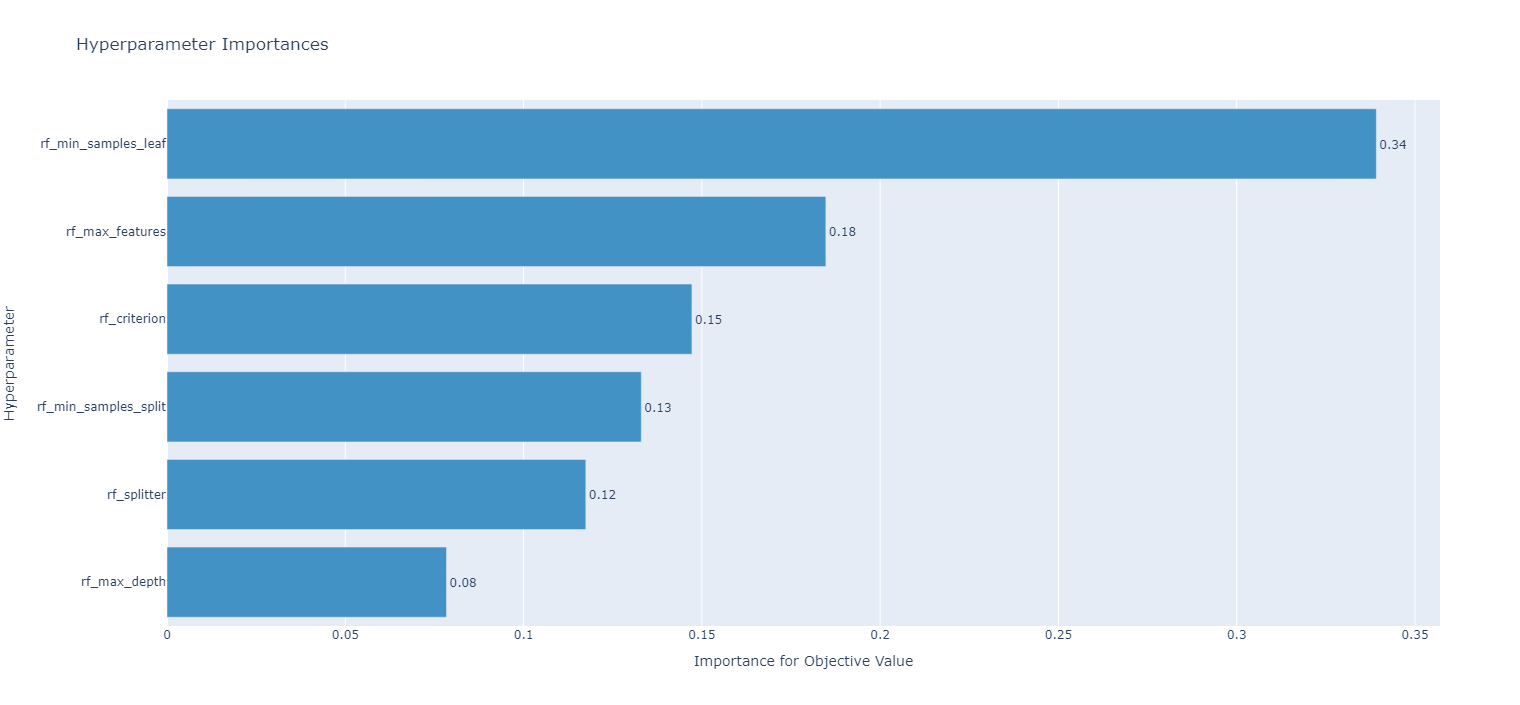 Hyperparameter Importances
rf_min_samples_leaf
0.34
rf_max_features
0.18
rf_criterion
0.15
rf_min_samples_split
0.13
rf_splitter
0.12
rf_max_depth
0.08
Hyperparameter
0
0.05
0.1
0.15
0.2
0.25
0.3
0.35
Importance for Objective Value